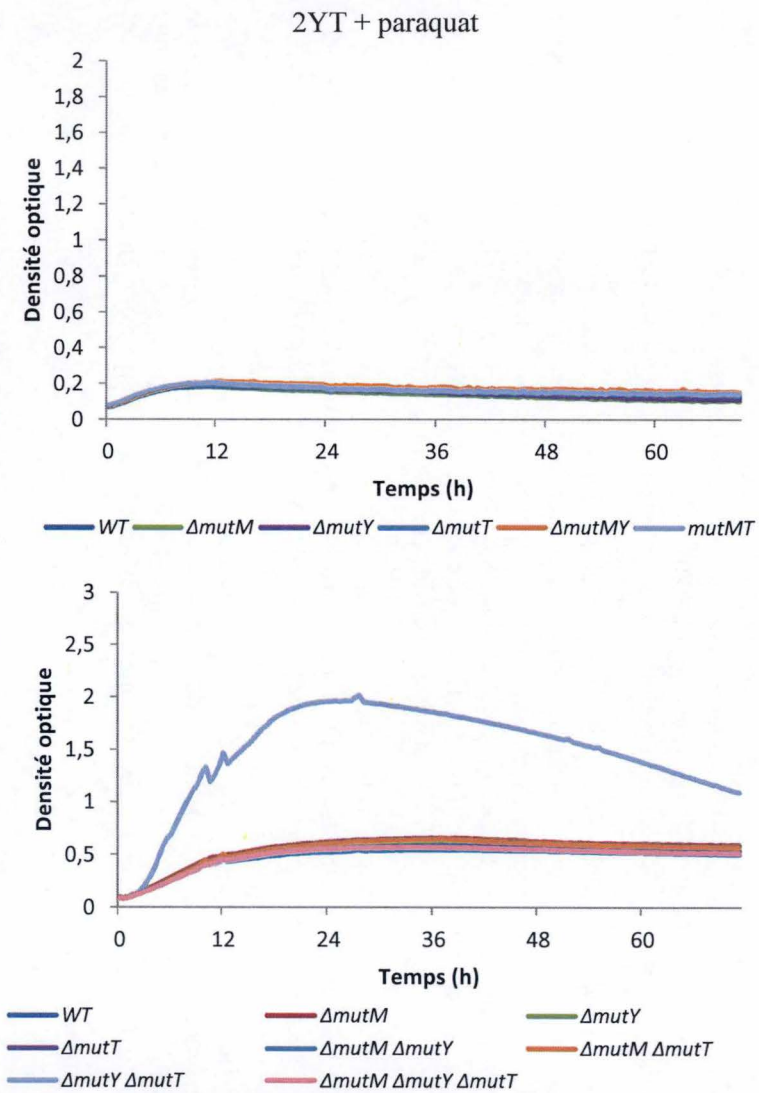 2YT + paraquat
2
1,8
1,6
1,4
1,2
1
0,8
0,6
0,4
0,2
0
Densité optique
0 12 24 36 48 60
Temps (h)
WT ΔmutM ΔmutY ΔmutT ΔmutMY mutMT
3
2,5
2
1,5
1
0,5
0
Densité optique
0 12 24 36 48 60
Temps (h)
WT ΔmutM ΔmutY
ΔmutT ΔmutM ΔmutY ΔmutM ΔmutT
ΔmutY ΔmutT ΔmutM ΔmutY ΔmutT